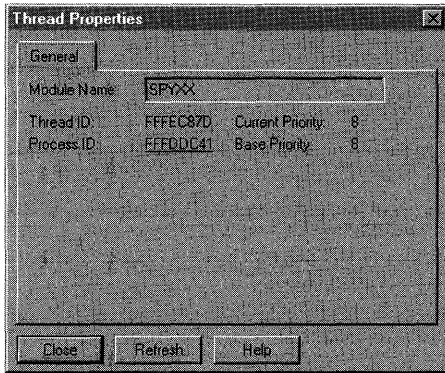 Thread Properties
General
Module Name: SPYXX
Thread ID: FFFEC87D Current Priority: 8
Process ID: FFFDDC41 Base Priority: 8
Close Refresh Help